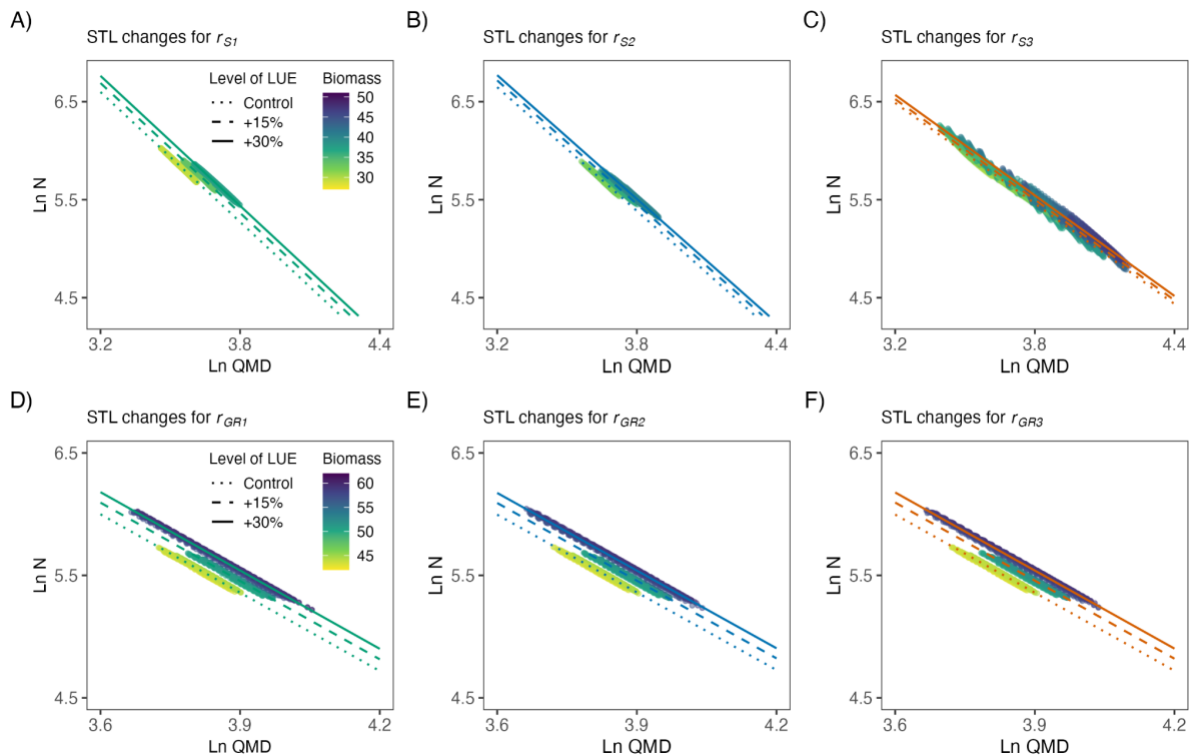 A)
STL changes for rS1
Level of LUE
Control
+15%
+30%
Biomass
50
45
40
35
30
6.5
5.5
4.5
Ln N
3.2
3.8
4.4
Ln QMD
B)
STL changes for rS2
6.5
5.5
4.5
Ln N
3.2
3.8
4.4
Ln QMD
C)
STL changes for rS3
6.5
5.5
4.5
Ln N
3.2
3.8
4.4
Ln QMD
D)
STL changes for rGR1
Level of LUE
Control
+15%
+30%
Biomass
60
55
50
45
6.5
5.5
4.5
Ln N
3.6
3.9
4.2
Ln QMD
E)
STL changes for rGR2
6.5
5.5
4.5
Ln N
3.6
3.9
4.2
Ln QMD
F)
STL changes for rGR3
6.5
5.5
4.5
Ln N
3.6
3.9
4.2
Ln QMD